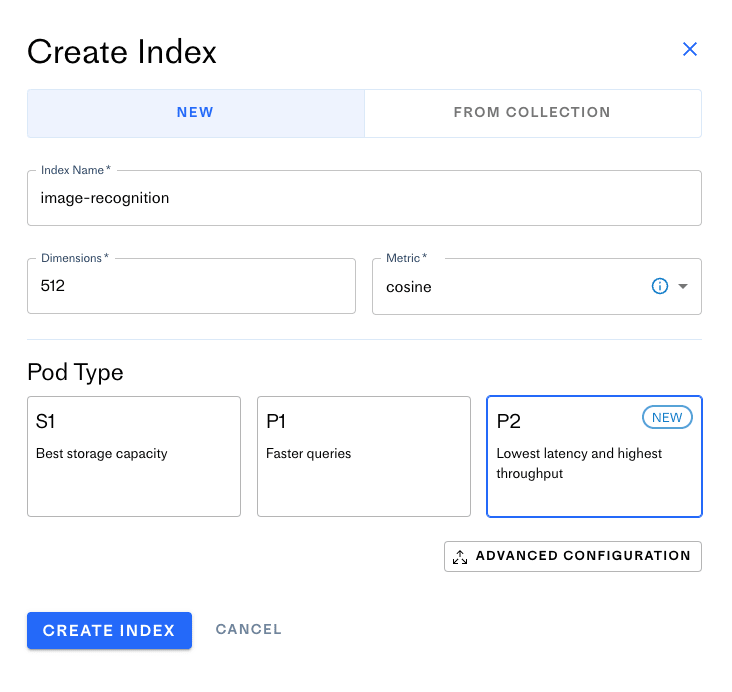 Create Index
NEW
FROM COLLECTION
Index Name*
image-recognition
Dimensions*
512
Metric*
cosine
Pod Type
S1
Best storage capacity
P1
Faster queries
P2
NEW
Lowest latency and highest
throughput
ADVANCED CONFIGURATION
CREATE INDEX
CANCEL